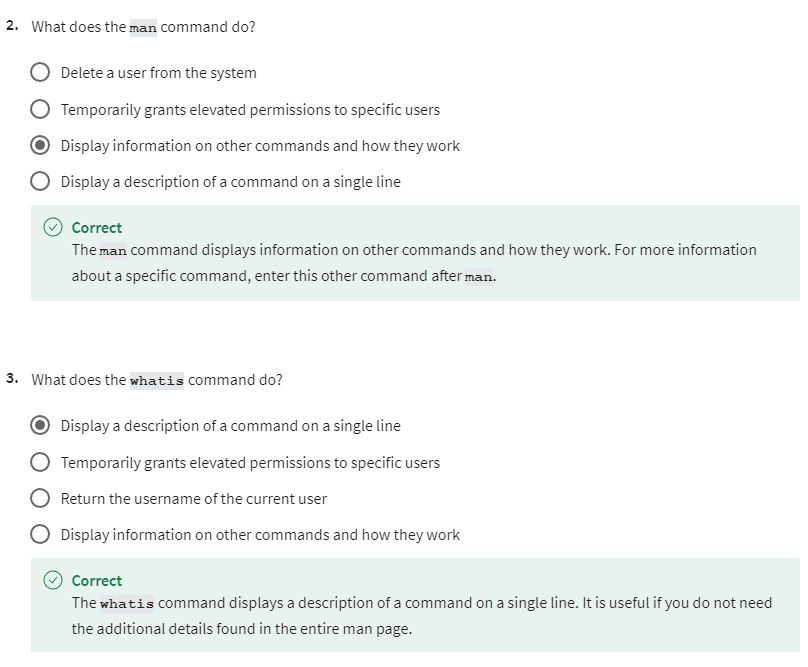 2. What does the man command do?
Delete a user from the system
Temporarily grants elevated permissions to specific users
Display information on other commands and how they work
Display a description of a command on a single line
Correct
The man command displays information on other commands and how they work. For more information
about a specific command, enter this other command after man.
3. What does the whatis command do?
Display a description of a command on a single line
Temporarily grants elevated permissions to specific users
Return the username of the current user
Display information on other commands and how they work
Correct
The whatis command displays a description of a command on a single line. It is useful if you do not need
the additional details found in the entire man page.